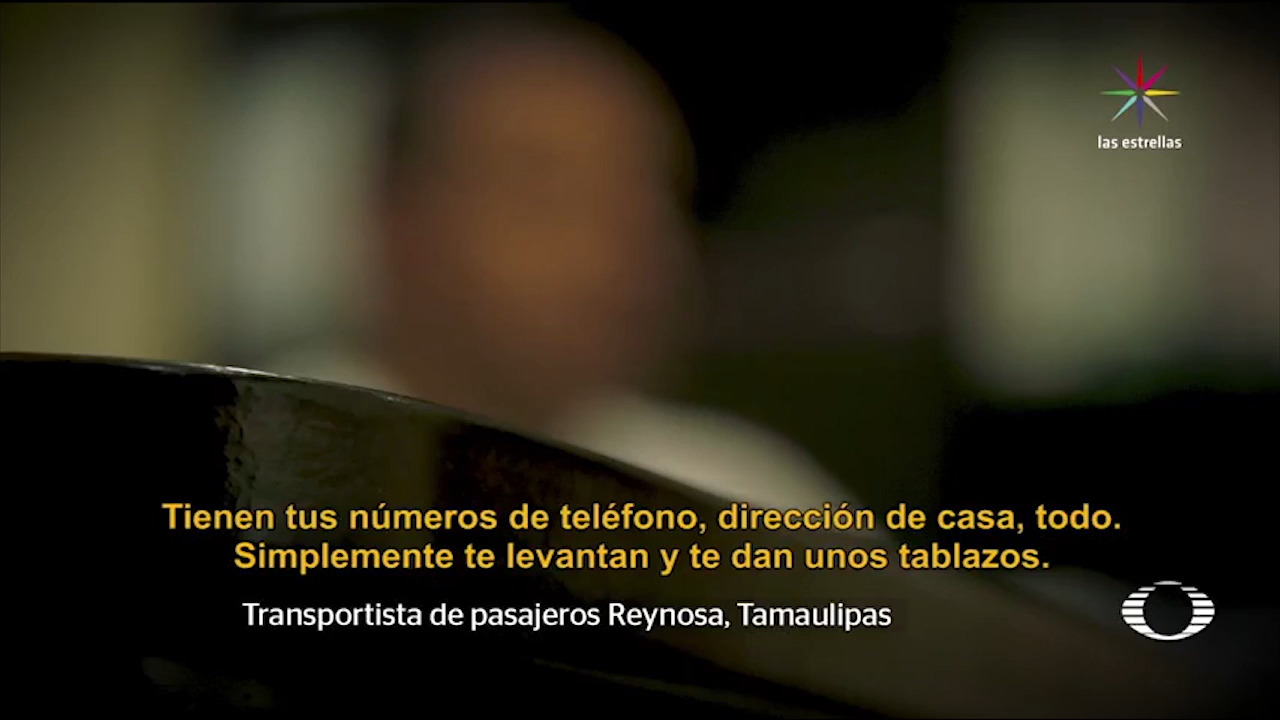 las estrellas
Tienen tus números de teléfono, dirección de casa, todo.
Simplemente te levantan y te dan unos tablazos.
Transportista de pasajeros Reynosa, Tamaulipas